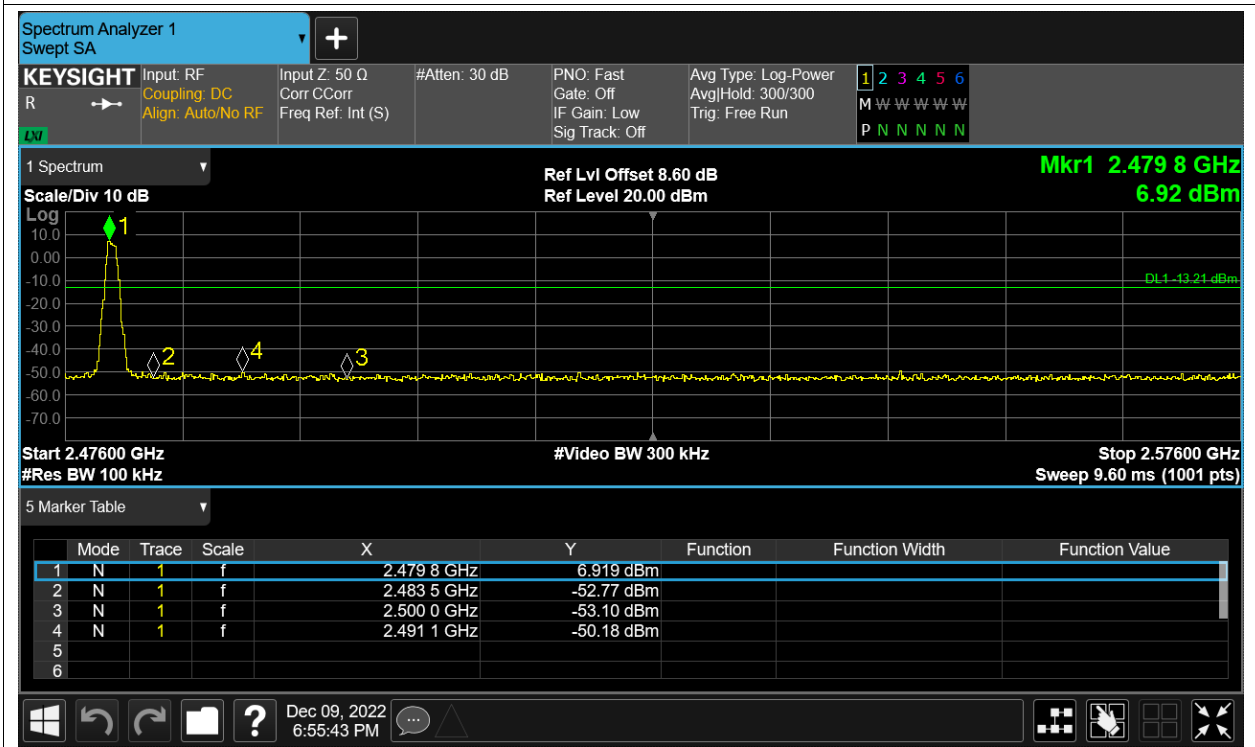 Spectrum Analyzer 1
Swept SA
KEYSIGHT
R
LXI
Input: RF
Coupling: DC
Align: Auto/No RF
Input Z: 50 Ω
Corr CCorr
Freq Ref: Int (S)
#Atten: 30 dB
PNO: Fast
Gate: Off
IF Gain: Low
Sig Track: Off
Avg Type: Log-Power
Avg|Hold: 300/300
Trig: Free Run
1 2 3 4 5 6
M W W W W W
P N N N N N
1 Spectrum
Scale/Div 10 dB
Ref Lvl Offset 8.60 dB
Ref Level 20.00 dBm
Mkr1 2.479 8 GHz
6.92 dBm
Log
10.0
0.00
-10.0
-20.0
-30.0
-40.0
-50.0
-60.0
-70.0
1
2
4
3
DL1 -13.21 dBm
Start 2.47600 GHz
#Res BW 100 kHz
#Video BW 300 kHz
Stop 2.57600 GHz
Sweep 9.60 ms (1001 pts)
5 Marker Table
Mode Trace Scale X Y Function Function Width Function Value
1 N 1 f 2.479 8 GHz 6.919 dBm
2 N 1 f 2.483 5 GHz -52.77 dBm
3 N 1 f 2.500 0 GHz -53.10 dBm
4 N 1 f 2.491 1 GHz -50.18 dBm
5
6
?
Dec 09, 2022
6:55:43 PM